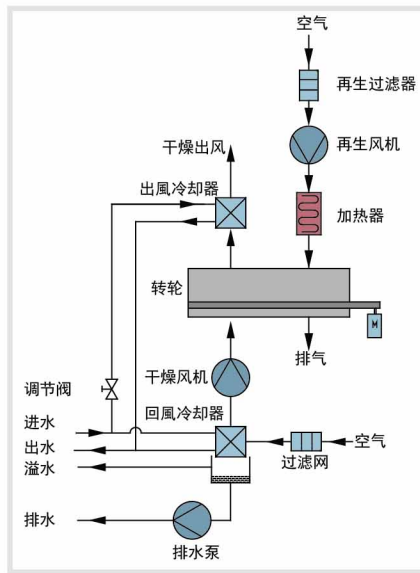 空气
再生过滤器
再生风机
干燥出风
出風冷却器
加热器
转轮
M
排气
干燥风机
调节阀
回風冷却器
进水
出水
空气
溢水
过滤网
排水
排水泵